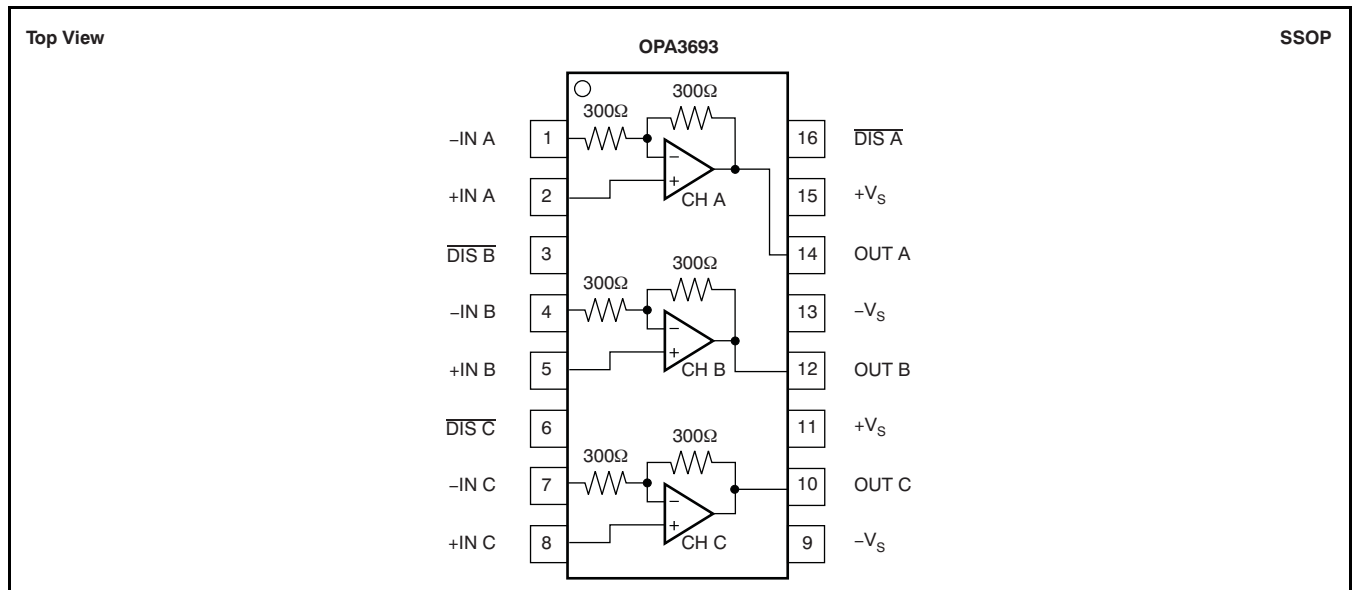 Top View
OPA3693
SSOP
300Ω
300Ω
−IN A 1
16 DIS A
− +
CH A
+IN A 2
15 +VS
DIS B 3
14 OUT A
300Ω
300Ω
−IN B 4
13 −VS
− +
CH B
+IN B 5
12 OUT B
DIS C 6
11 +VS
300Ω
300Ω
−IN C 7
10 OUT C
− +
CH C
+IN C 8
9 −VS